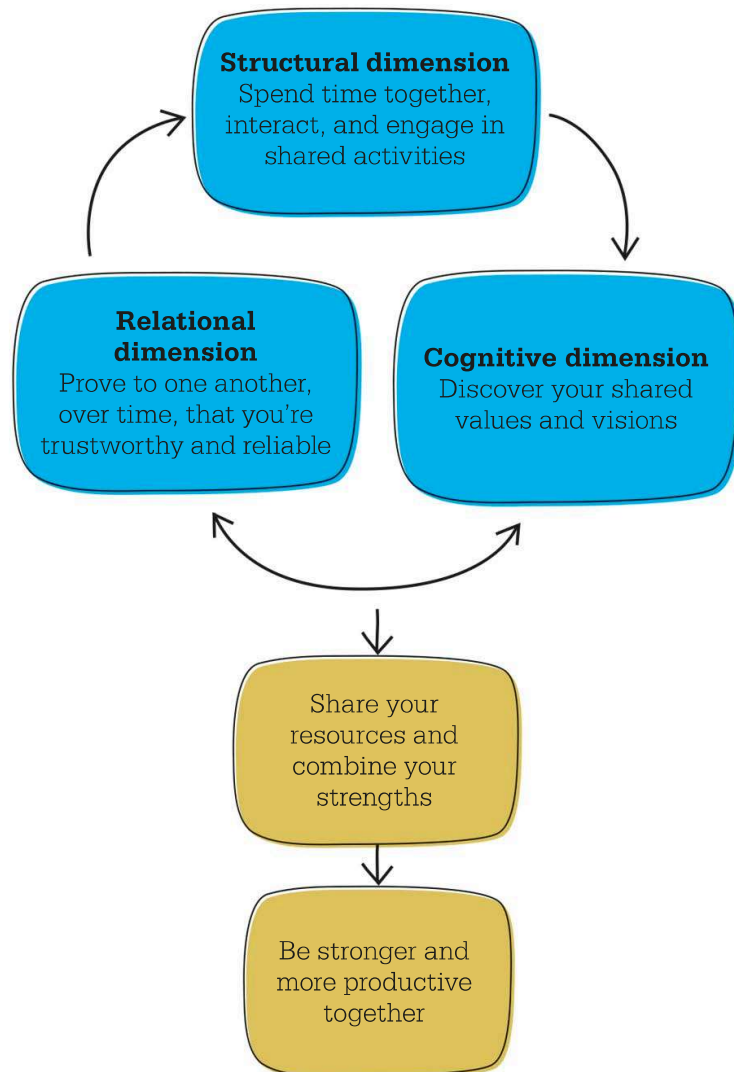 Structural dimension
Spend time together,
interact, and engage in
shared activities
Relational
dimension
Prove to one another,
over time, that you’re
trustworthy and reliable
Cognitive dimension
Discover your shared
values and visions
Share your
resources and
combine your
strengths
Be stronger and
more productive
together